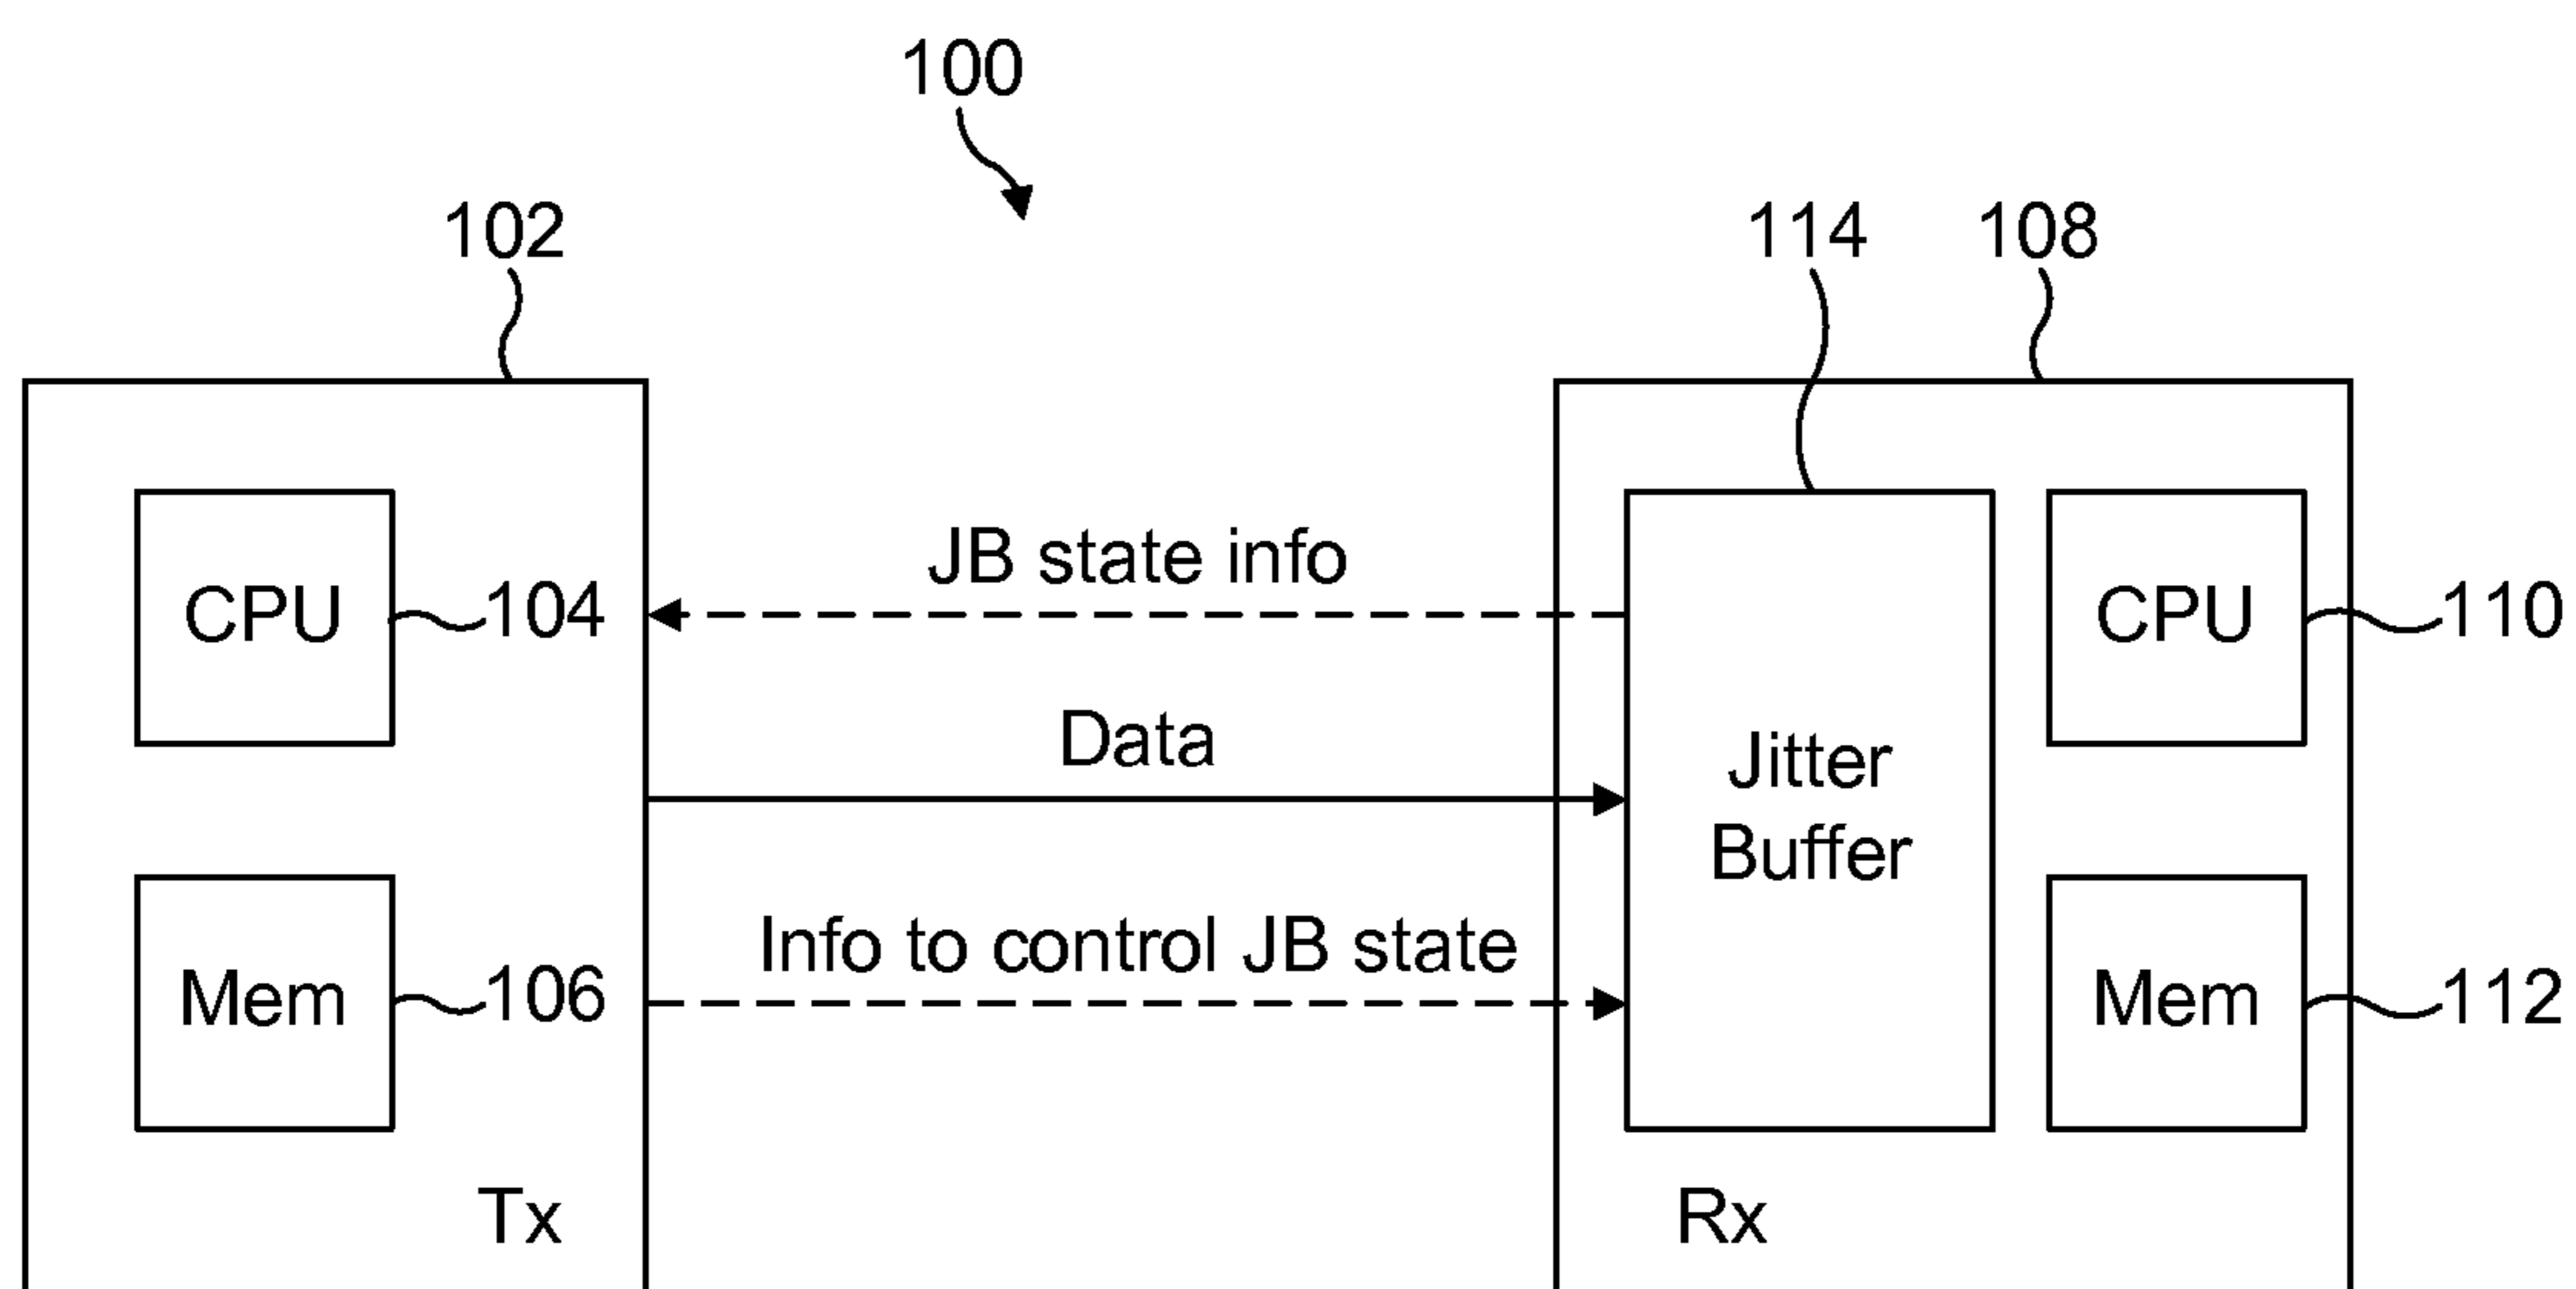 100
102
114
108
JB state info
CPU
104
CPU
110
Data
Jitter
Buffer
Info to control JB state
Mem
106
Mem
112
Tx
Rx